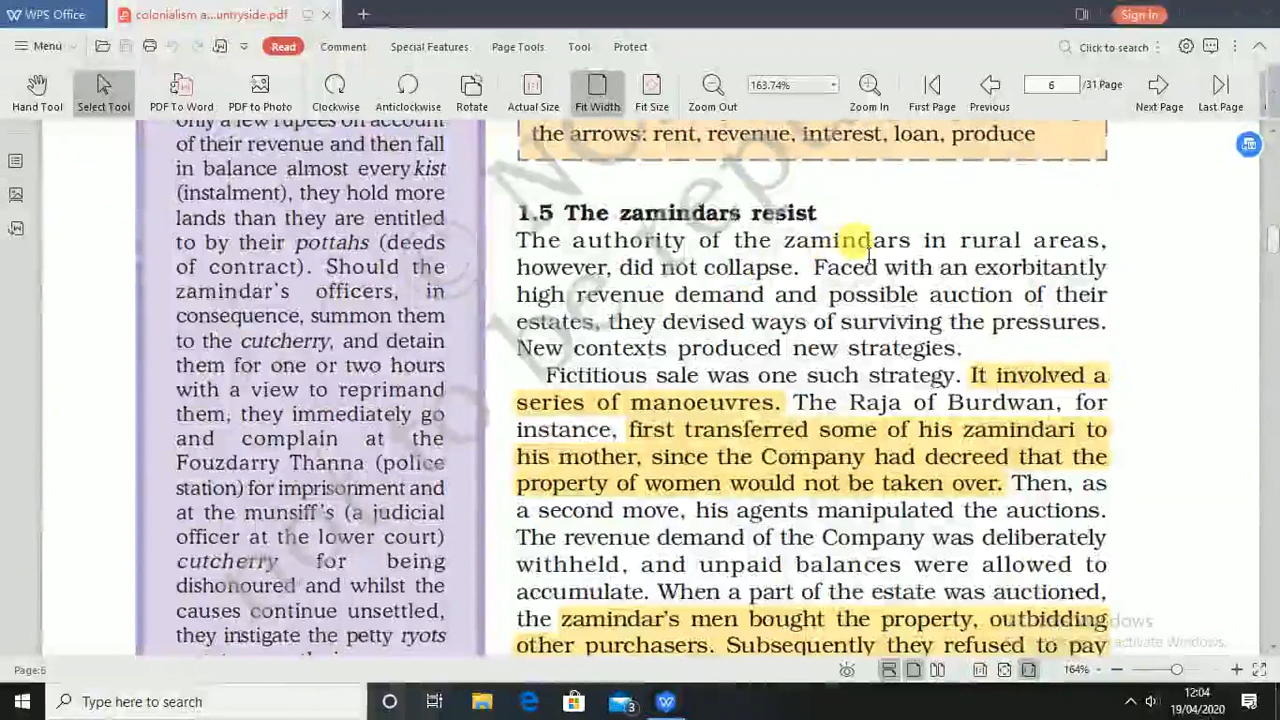 WPS Office
colonialism a...untryside.pdf
Sign In
Menu
Read
Comment
Special Features
Page Tools
Tool
Protect
Click to search
Hand Tool
Select Tool
PDF To Word
PDF to Photo
Clockwise
Anticlockwise
Rotate
Actual Size
Fit Width
Fit Size
Zoom Out
163.74%
Zoom In
First Page
Previous
6
/31 Page
Next Page
Last Page
only a few rupees on account
of their revenue and then fall
in balance almost every kist
(instalment), they hold more
lands than they are entitled
to by their pottahs (deeds
of contract). Should the
zamindar's officers, in
consequence, summon them
to the cutcherry, and detain
them for one or two hours
with a view to reprimand
them, they immediately go
and complain at the
Fouzdarry Thanna (police
station) for imprisonment and
at the munsiff's (a judicial
officer at the lower court)
cutcherry for being
dishonoured and whilst the
causes continue unsettled,
they instigate the petty ryots
the arrows: rent, revenue, interest, loan, produce
1.5 The zamindars resist
The authority of the zamindars in rural areas,
however, did not collapse. Faced with an exorbitantly
high revenue demand and possible auction of their
estates, they devised ways of surviving the pressures.
New contexts produced new strategies.
Fictitious sale was one such strategy. It involved a
series of manoeuvres. The Raja of Burdwan, for
instance, first transferred some of his zamindari to
his mother, since the Company had decreed that the
property of women would not be taken over. Then, as
a second move, his agents manipulated the auctions.
The revenue demand of the Company was deliberately
withheld, and unpaid balances were allowed to
accumulate. When a part of the estate was auctioned,
the zamindar's men bought the property, outbidding
other purchasers. Subsequently they refused to pay
Page:6
164%
Type here to search
3
12:04
19/04/2020